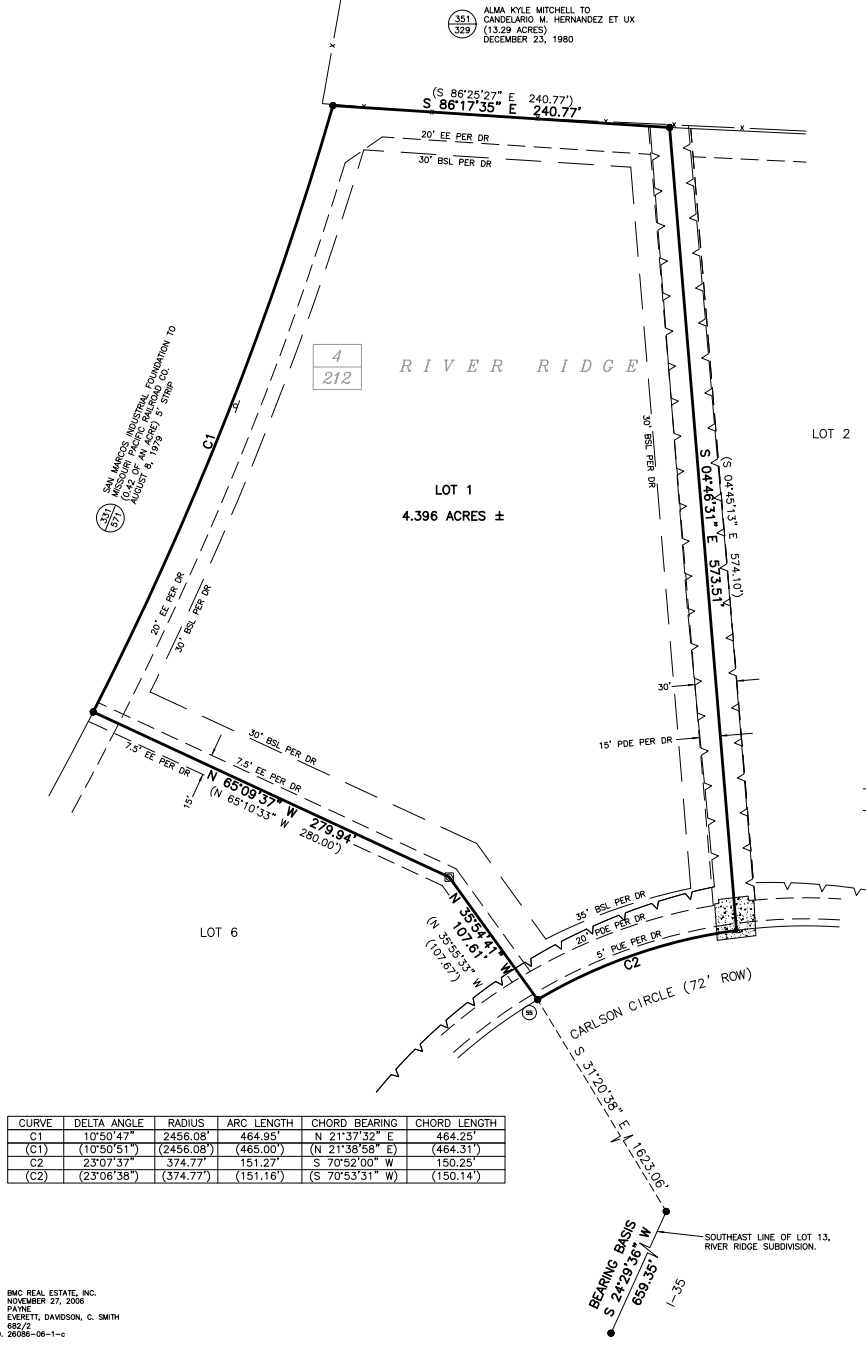 ALMA KYLE MITCHELL TO
CANDELARIO M. HERNANDEZ ET UX
(13.29 ACRES)
DECEMBER 23, 1980
351
329
(S 86°25'27" E 240.77')
S 86°17'35" E 240.77'
20' EE PER DR
30' BSL PER DR
4
212
RIVER RIDGE
SAN MARCOS INDUSTRIAL FOUNDATION TO
MISSOURI PACIFIC RAILROAD CO.
(0.42 OF AN ACRE) 5' STRIP
AUGUST 8, 1979
331
571
C1
30' BSL PER DR
LOT 2
S 04°46'31" E 573.51'
(S 04°45'13" E 574.10')
LOT 1
4.396 ACRES ±
20' EE PER DR
30' BSL PER DR
30'
15' PDE PER DR
30' BSL PER DR
7.5' EE PER DR
7.5' EE PER DR
15'
N 65°09'37" W 279.94'
(N 65°10'33" W 280.00')
N 35°54'41" W
107.61'
(N 35°55'33" W
(107.67')
35' BSL PER DR
20' PDE PER DR
5' PUE PER DR
C2
LOT 6
CARLSON CIRCLE (72' ROW)
S 31°20'38" E 1623.06'
CURVE DELTA ANGLE RADIUS ARC LENGTH CHORD BEARING CHORD LENGTH
C1 10°50'47" 2456.08' 464.95' N 21°37'32" E 464.25'
(C1) (10°50'51") (2456.08') (465.00') (N 21°38'58" E) (464.31')
C2 23°07'37" 374.77' 151.27' S 70°52'00" W 150.25'
(C2) (23°06'38") (374.77') (151.16') (S 70°53'31" W) (150.14')
SOUTHEAST LINE OF LOT 13,
RIVER RIDGE SUBDIVISION.
BEARING BASIS
S 24°29'36" W
659.35'
I-35
BMC REAL ESTATE, INC.
NOVEMBER 27, 2006
PAYNE
EVERETT, DAVIDSON, C. SMITH
682/2
. 26086-06-1-c